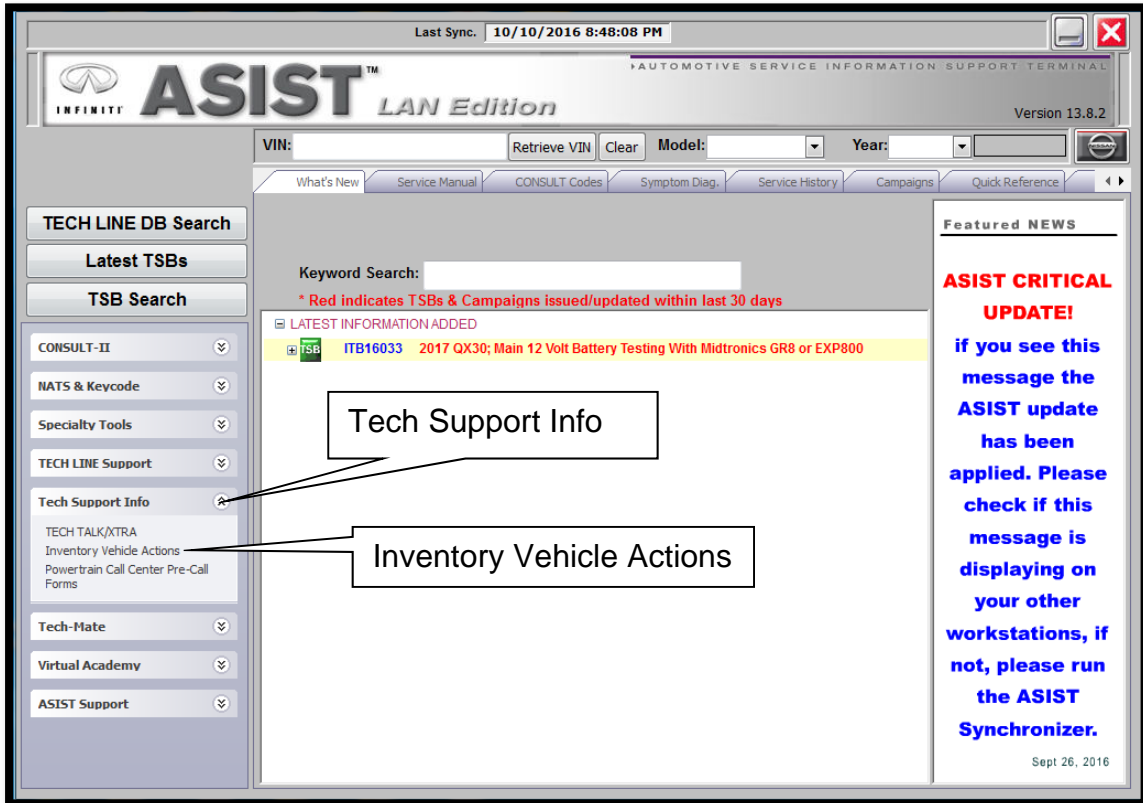 Last Sync. 10/10/2016 8:48:08 PM
INFINITI ASIST™ LAN Edition
▸AUTOMOTIVE SERVICE INFORMATION SUPPORT TERMINAL
Version 13.8.2
VIN: Retrieve VIN Clear Model: Year: NISSAN
What's New Service Manual CONSULT Codes Symptom Diag. Service History Campaigns Quick Reference
TECH LINE DB Search
Latest TSBs
TSB Search
CONSULT-II
NATS & Keycode
Specialty Tools
TECH LINE Support
Tech Support Info
TECH TALK/XTRA
Inventory Vehicle Actions
Powertrain Call Center Pre-Call
Forms
Tech-Mate
Virtual Academy
ASIST Support
Keyword Search:
* Red indicates TSBs & Campaigns issued/updated within last 30 days
LATEST INFORMATION ADDED
TSB ITB16033 2017 QX30; Main 12 Volt Battery Testing With Midtronics GR8 or EXP800
Tech Support Info
Inventory Vehicle Actions
Featured NEWS
ASIST CRITICAL
UPDATE!
if you see this
message the
ASIST update
has been
applied. Please
check if this
message is
displaying on
your other
workstations, if
not, please run
the ASIST
Synchronizer.
Sept 26, 2016